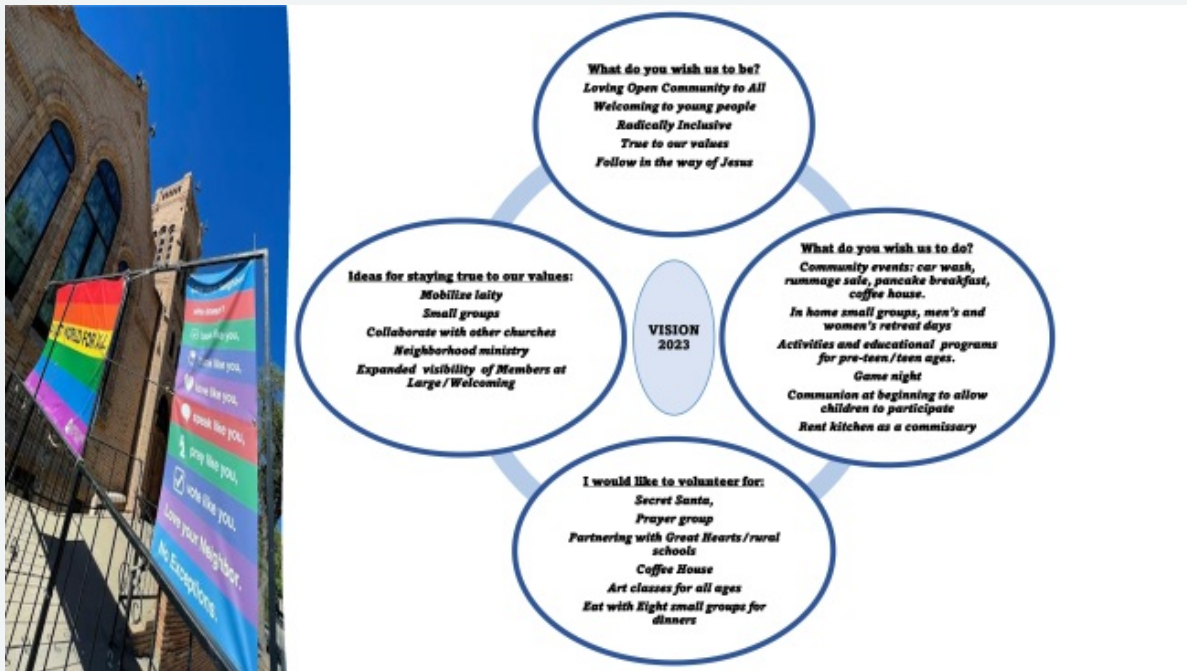 WORLD FOR
like you,
like you,
love like you,
speak like you,
pray like you,
vote like you.
Love your Neighbor.
No Exceptions.
What do you wish us to be?
Loving Open Community to All
Welcoming to young people
Radically Inclusive
True to our values
Follow in the way of Jesus
Ideas for staying true to our values:
Mobilize laity
Small groups
Collaborate with other churches
Neighborhood ministry
Expanded visibility of Members at
Large/Welcoming
VISION
2023
What do you wish us to do?
Community events: car wash,
rummage sale, pancake breakfast,
coffee house.
In home small groups, men's and
women's retreat days
Activities and educational programs
for pre-teen/teen ages.
Game night
Communion at beginning to allow
children to participate
Rent kitchen as a commissary
I would like to volunteer for:
Secret Santa,
Prayer group
Partnering with Great Hearts/rural
schools
Coffee House
Art classes for all ages
Eat with Eight small groups for
dinners